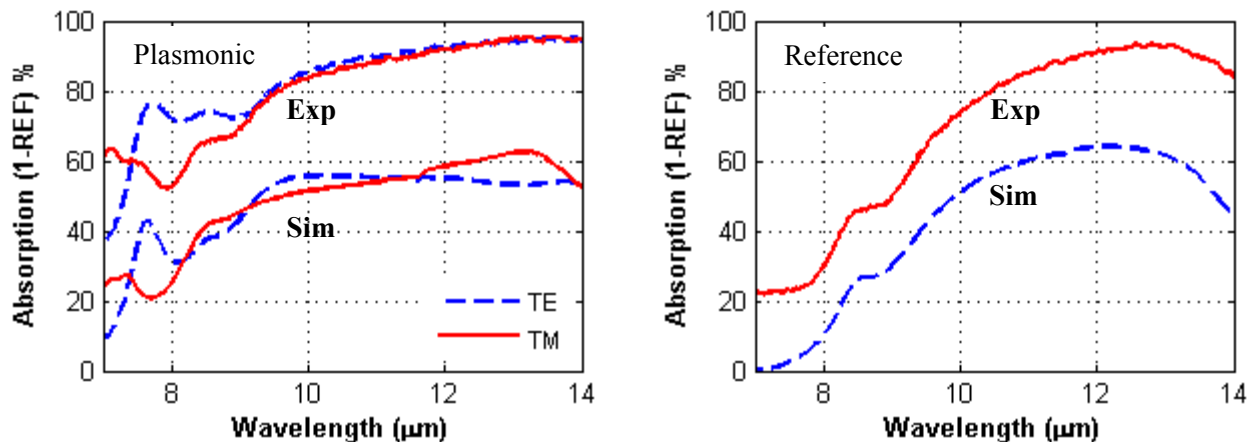 Absorption (1-REF) %
100
80
60
40
20
0
Plasmonic
Exp
Sim
TE
TM
8
10
12
14
Wavelength (μm)
Absorption (1-REF) %
100
80
60
40
20
0
Reference
Exp
Sim
8
10
12
14
Wavelength (μm)